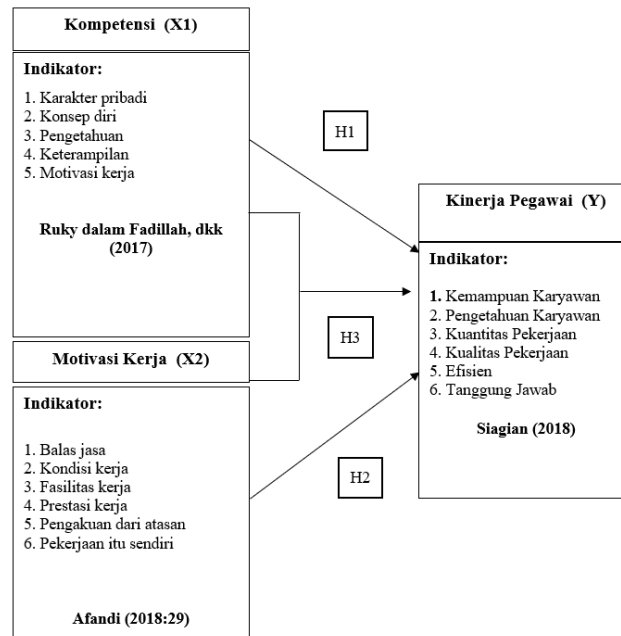 Kompetensi (X1)
Indikator:
1. Karakter pribadi
2. Konsep diri
3. Pengetahuan
4. Keterampilan
5. Motivasi kerja
Ruky dalam Fadillah, dkk
(2017)
Motivasi Kerja (X2)
Indikator:
1. Balas jasa
2. Kondisi kerja
3. Fasilitas kerja
4. Prestasi kerja
5. Pengakuan dari atasan
6. Pekerjaan itu sendiri
Afandi (2018:29)
H1
H3
H2
Kinerja Pegawai (Y)
Indikator:
1. Kemampuan Karyawan
2. Pengetahuan Karyawan
3. Kuantitas Pekerjaan
4. Kualitas Pekerjaan
5. Efisien
6. Tanggung Jawab
Siagian (2018)